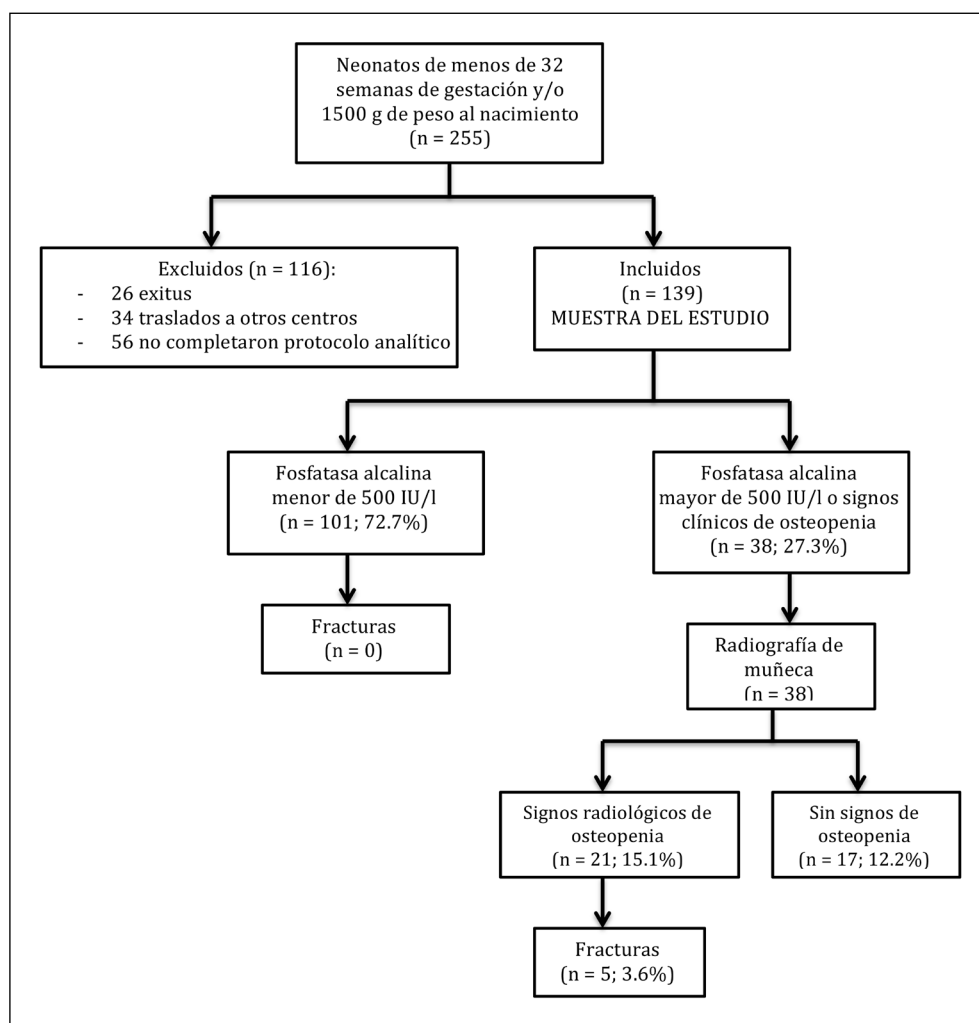 Neonatos de menos de 32
semanas de gestación y/o
1500 g de peso al nacimiento
(n = 255)
Excluidos (n = 116):
- 26 exitus
- 34 traslados a otros centros
- 56 no completaron protocolo analítico
Incluidos
(n = 139)
MUESTRA DEL ESTUDIO
Fosfatasa alcalina
menor de 500 IU/l
(n = 101; 72.7%)
Fosfatasa alcalina
mayor de 500 IU/l o signos
clínicos de osteopenia
(n = 38; 27.3%)
Fracturas
(n = 0)
Radiografía de
muñeca
(n = 38)
Signos radiológicos de
osteopenia
(n = 21; 15.1%)
Sin signos de
osteopenia
(n = 17; 12.2%)
Fracturas
(n = 5; 3.6%)